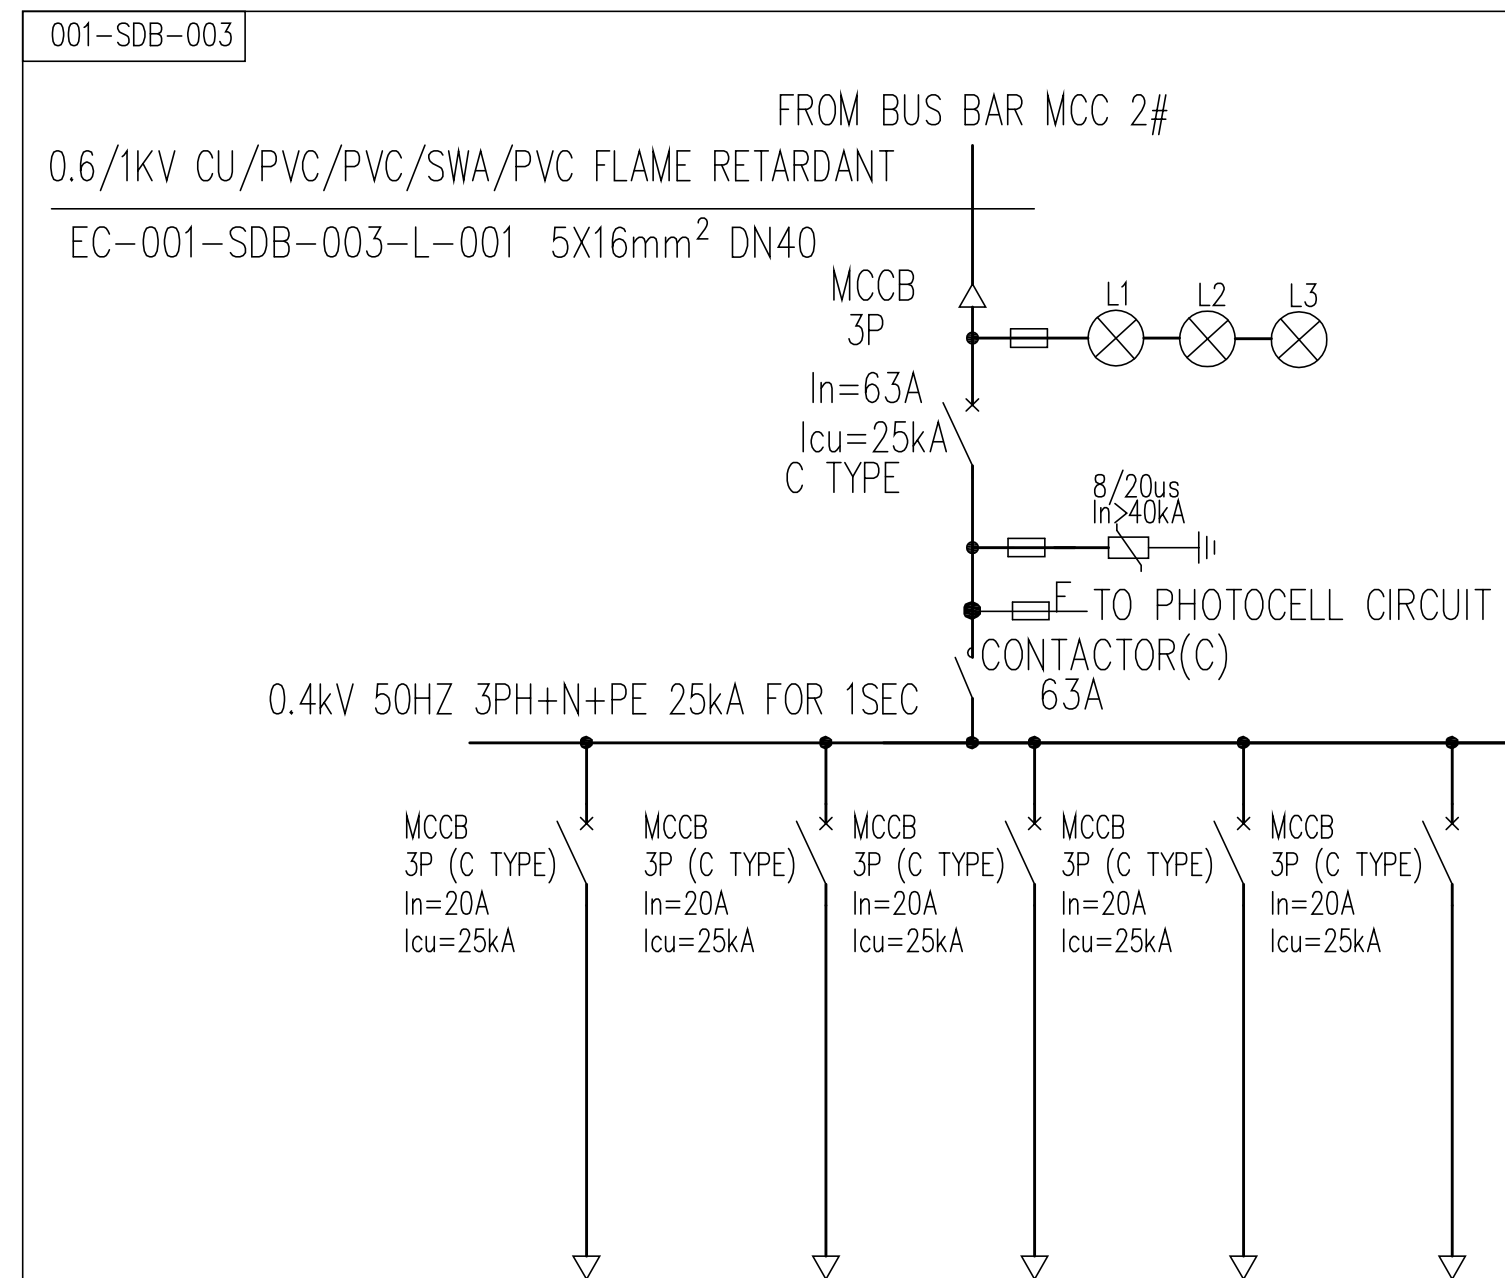 001-SDB-003
FROM BUS BAR MCC 2#
0.6/1KV CU/PVC/PVC/SWA/PVC FLAME RETARDANT
EC-001-SDB-003-L-001 5X16mm² DN40
MCCB
3P
L1 L2 L3
In=63A
Icu=25kA
C TYPE
8/20us
In>40kA
F TO PHOTOCELL CIRCUIT
CONTACTOR(C)
63A
0.4kV 50HZ 3PH+N+PE 25kA FOR 1SEC
MCCB
3P (C TYPE)
In=20A
Icu=25kA
MCCB
3P (C TYPE)
In=20A
Icu=25kA
MCCB
3P (C TYPE)
In=20A
Icu=25kA
MCCB
3P (C TYPE)
In=20A
Icu=25kA
MCCB
3P (C TYPE)
In=20A
Icu=25kA